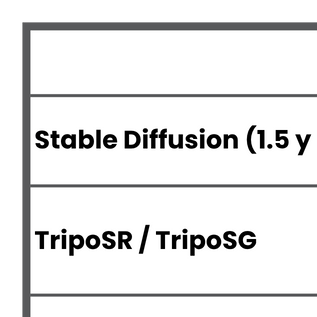 Stable Diffusion (1.5 y
TripoSR / TripoSG